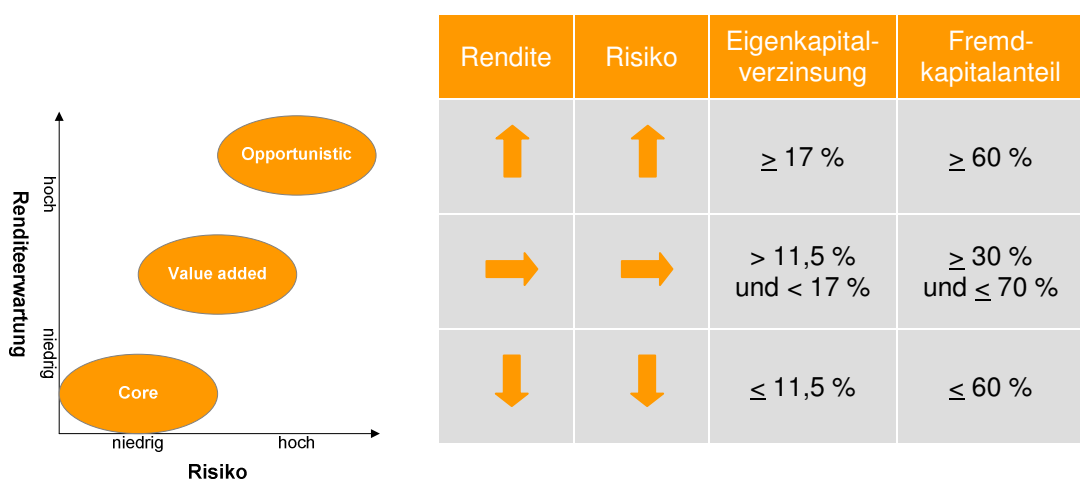 Renditeerwartung
hoch
niedrig
Opportunistic
Value added
Core
niedrig
hoch
Risiko
Rendite
Risiko
Eigenkapital-
verzinsung
Fremd-
kapitalanteil
≥ 17 %
≥ 60 %
> 11,5 %
und < 17 %
≥ 30 %
und ≤ 70 %
≤ 11,5 %
≤ 60 %